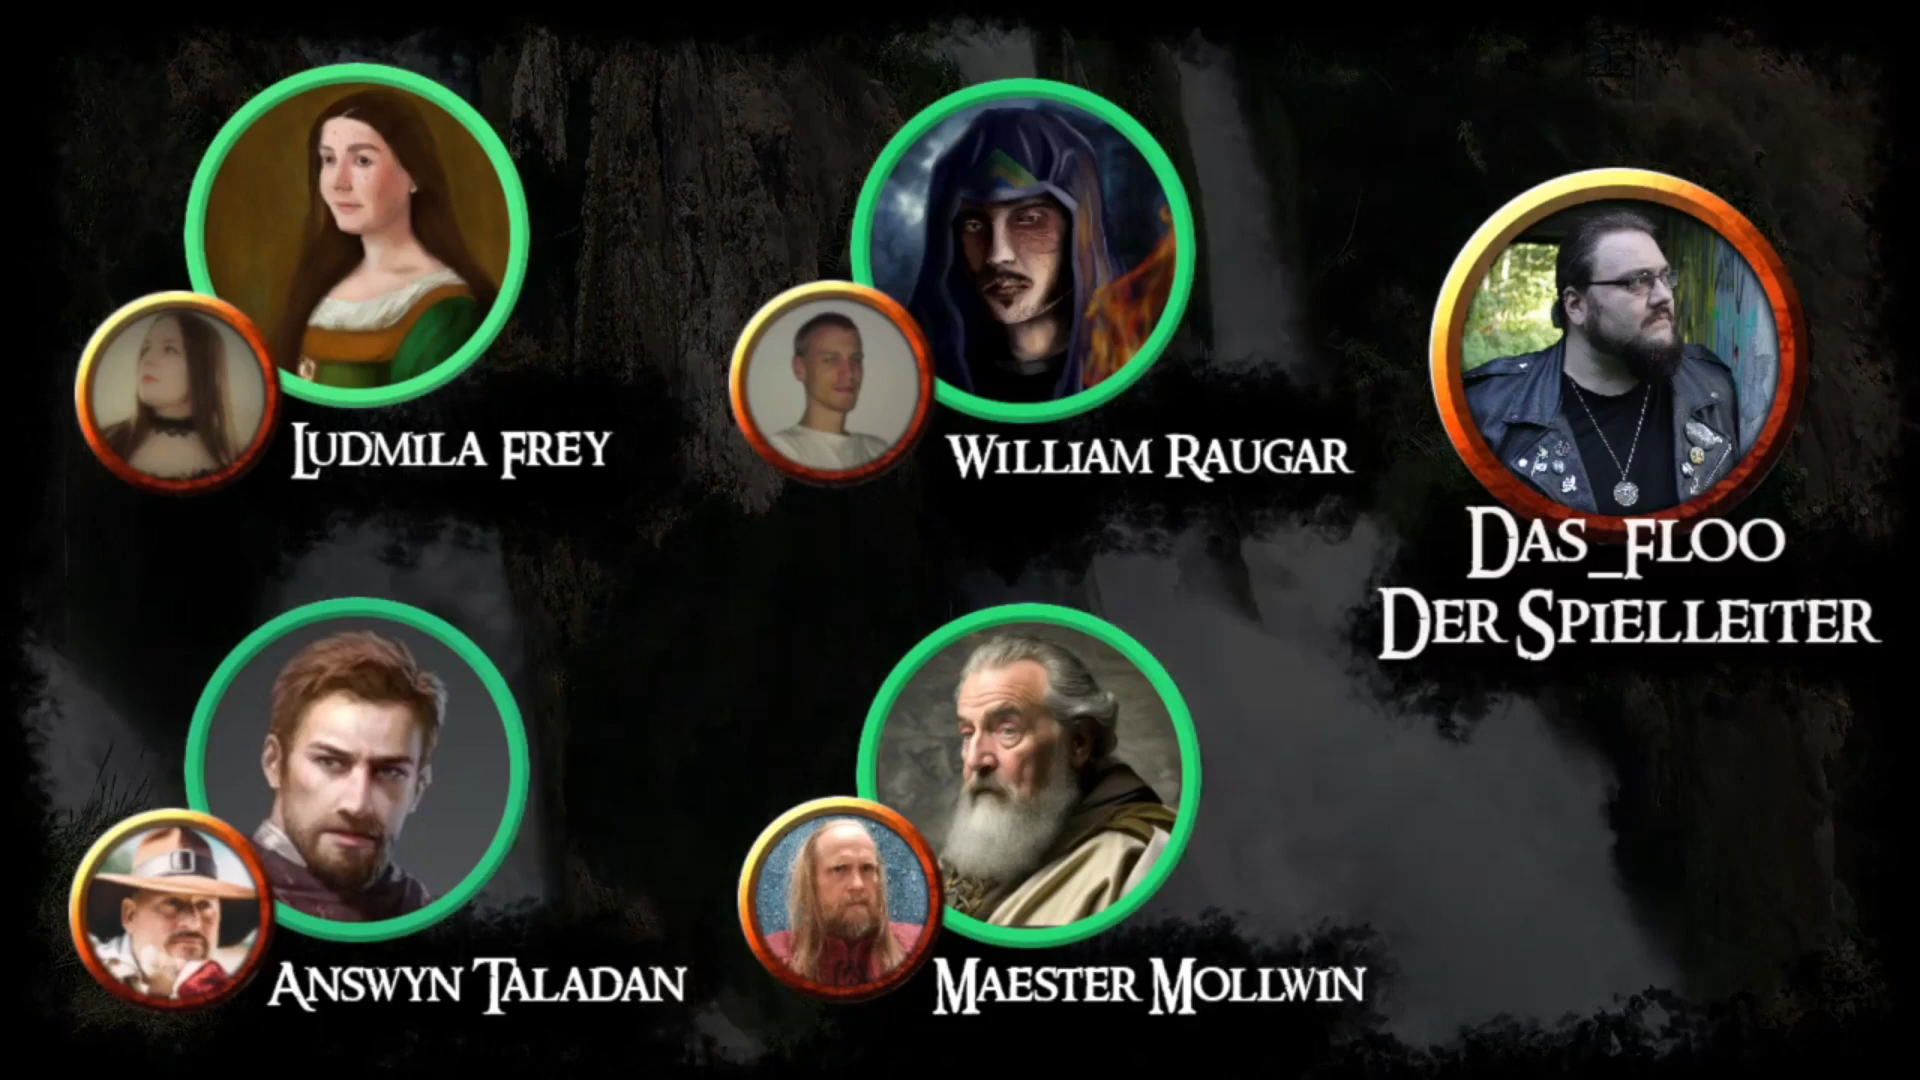 Ludmila Frey
William Raugar
Das_Floo
Der Spielleiter
Answyn Taladan
Maester Mollwin